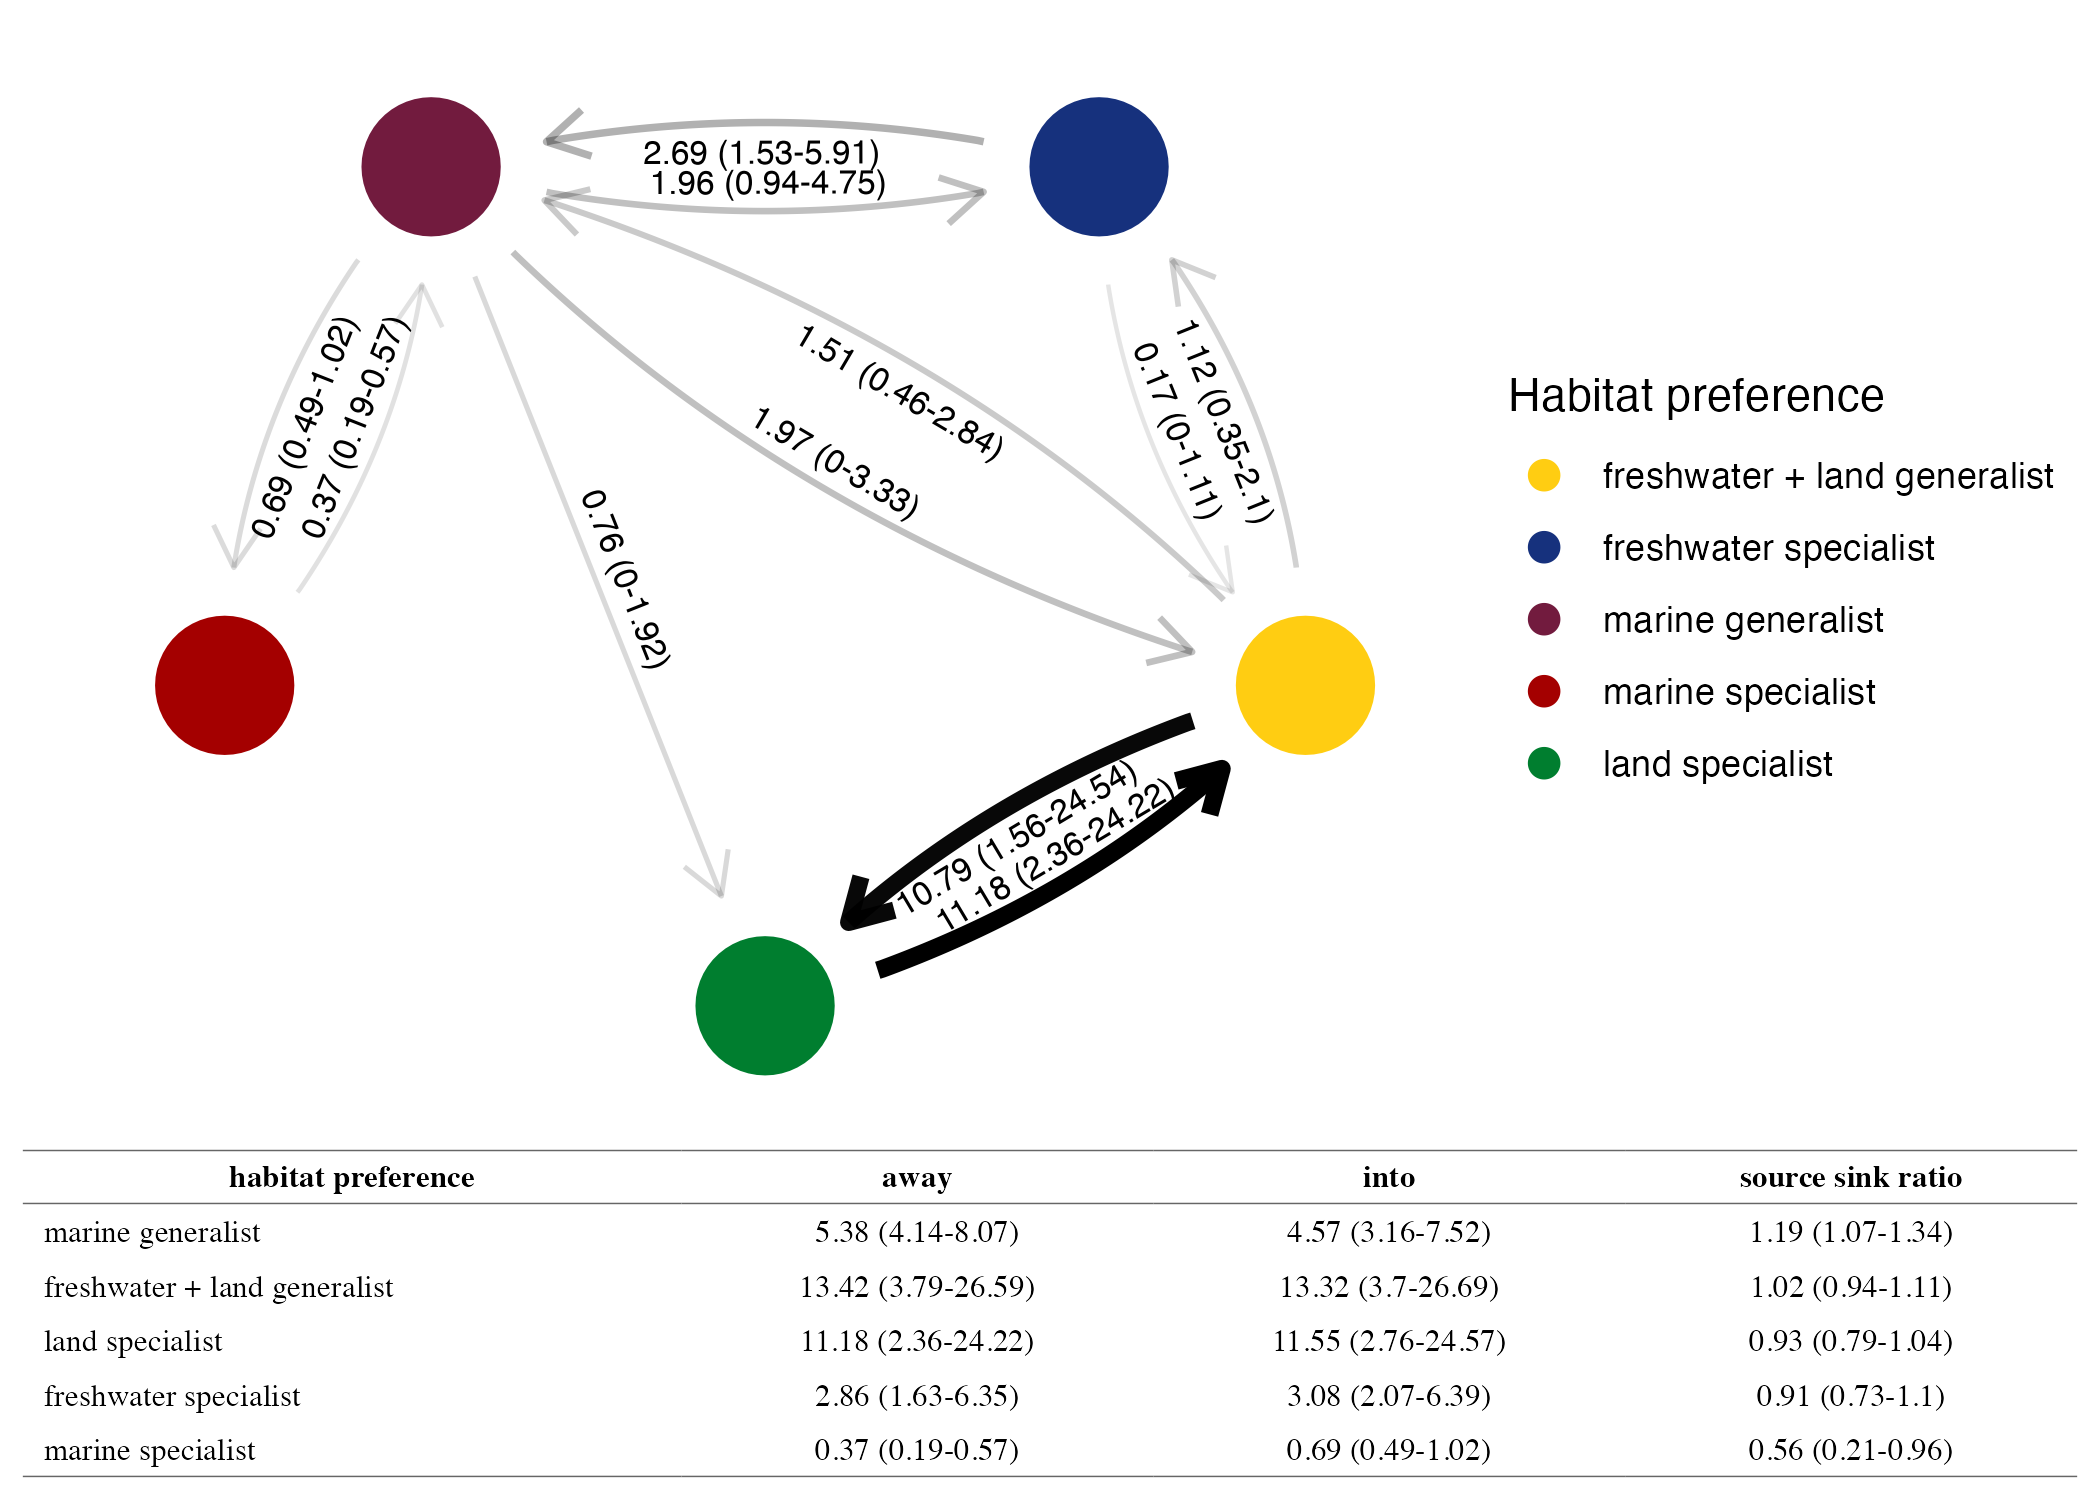 2.69 (1.53-5.91)
1.96 (0.94-4.75)
0.69 (0.49-1.02)
0.37 (0.19-0.57)
1.51 (0.46-2.84)
1.97 (0-3.33)
0.76 (0-1.92)
1.12 (0.35-2.1)
0.17 (0-1.11)
10.79 (1.56-24.54)
11.18 (2.36-24.22)
Habitat preference
freshwater + land generalist
freshwater specialist
marine generalist
marine specialist
land specialist
habitat preference away into source sink ratio
marine generalist 5.38 (4.14-8.07) 4.57 (3.16-7.52) 1.19 (1.07-1.34)
freshwater + land generalist 13.42 (3.79-26.59) 13.32 (3.7-26.69) 1.02 (0.94-1.11)
land specialist 11.18 (2.36-24.22) 11.55 (2.76-24.57) 0.93 (0.79-1.04)
freshwater specialist 2.86 (1.63-6.35) 3.08 (2.07-6.39) 0.91 (0.73-1.1)
marine specialist 0.37 (0.19-0.57) 0.69 (0.49-1.02) 0.56 (0.21-0.96)